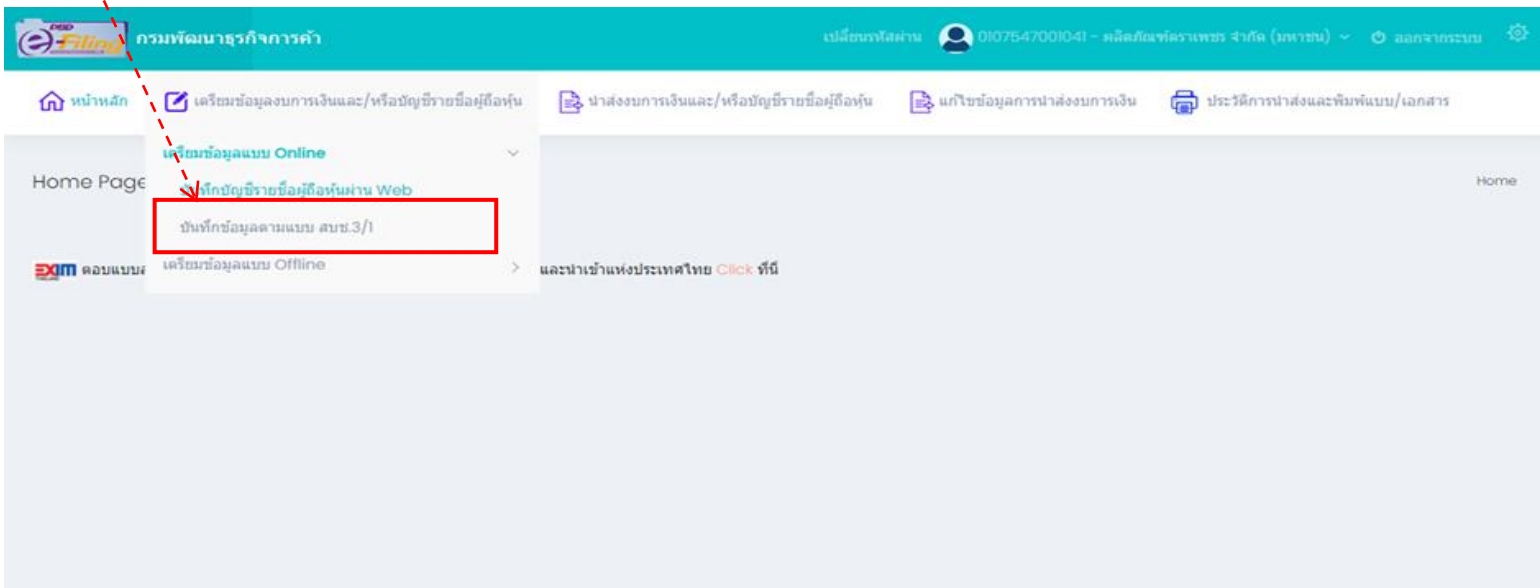 DBD e-Filing กรมพัฒนาธุรกิจการค้า เปลี่ยนรหัสผ่าน 0107547001041 - ผลิตภัณฑ์ตราเพชร จำกัด (มหาชน) ออกจากระบบ
หน้าหลัก เตรียมข้อมูลงบการเงินและ/หรือบัญชีรายชื่อผู้ถือหุ้น นำส่งงบการเงินและ/หรือบัญชีรายชื่อผู้ถือหุ้น แก้ไขข้อมูลการนำส่งงบการเงิน ประวัติการนำส่งและพิมพ์แบบ/เอกสาร
เตรียมข้อมูลแบบ Online
Home Page บันทึกบัญชีรายชื่อผู้ถือหุ้นผ่าน Web Home
บันทึกข้อมูลตามแบบ สบช.3/1
เตรียมข้อมูลแบบ Offline
EXIM ตอบแบบส และนำเข้าแห่งประเทศไทย Click ที่นี่